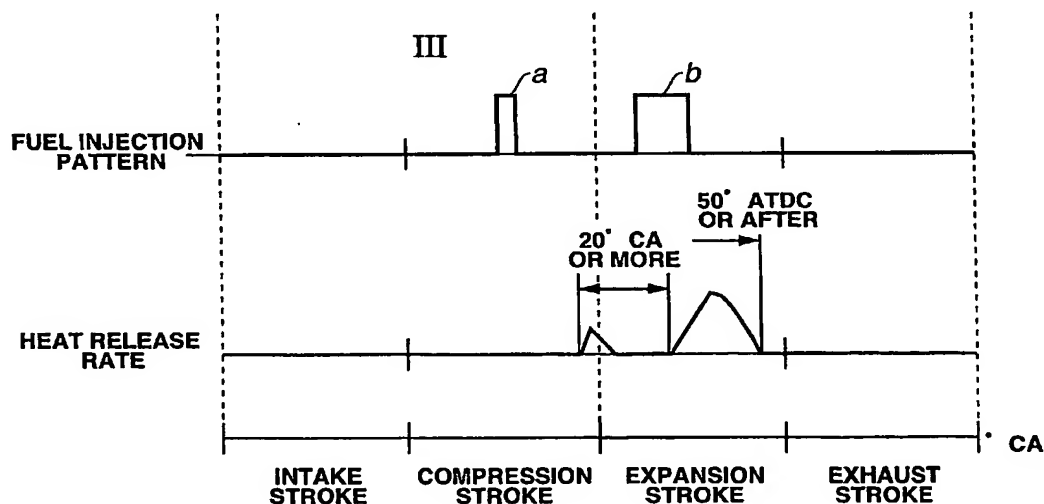 III
a
b
FUEL INJECTION
PATTERN
50° ATDC
OR AFTER
20° CA
OR MORE
HEAT RELEASE
RATE
° CA
INTAKE
STROKE
COMPRESSION
STROKE
EXPANSION
STROKE
EXHAUST
STROKE